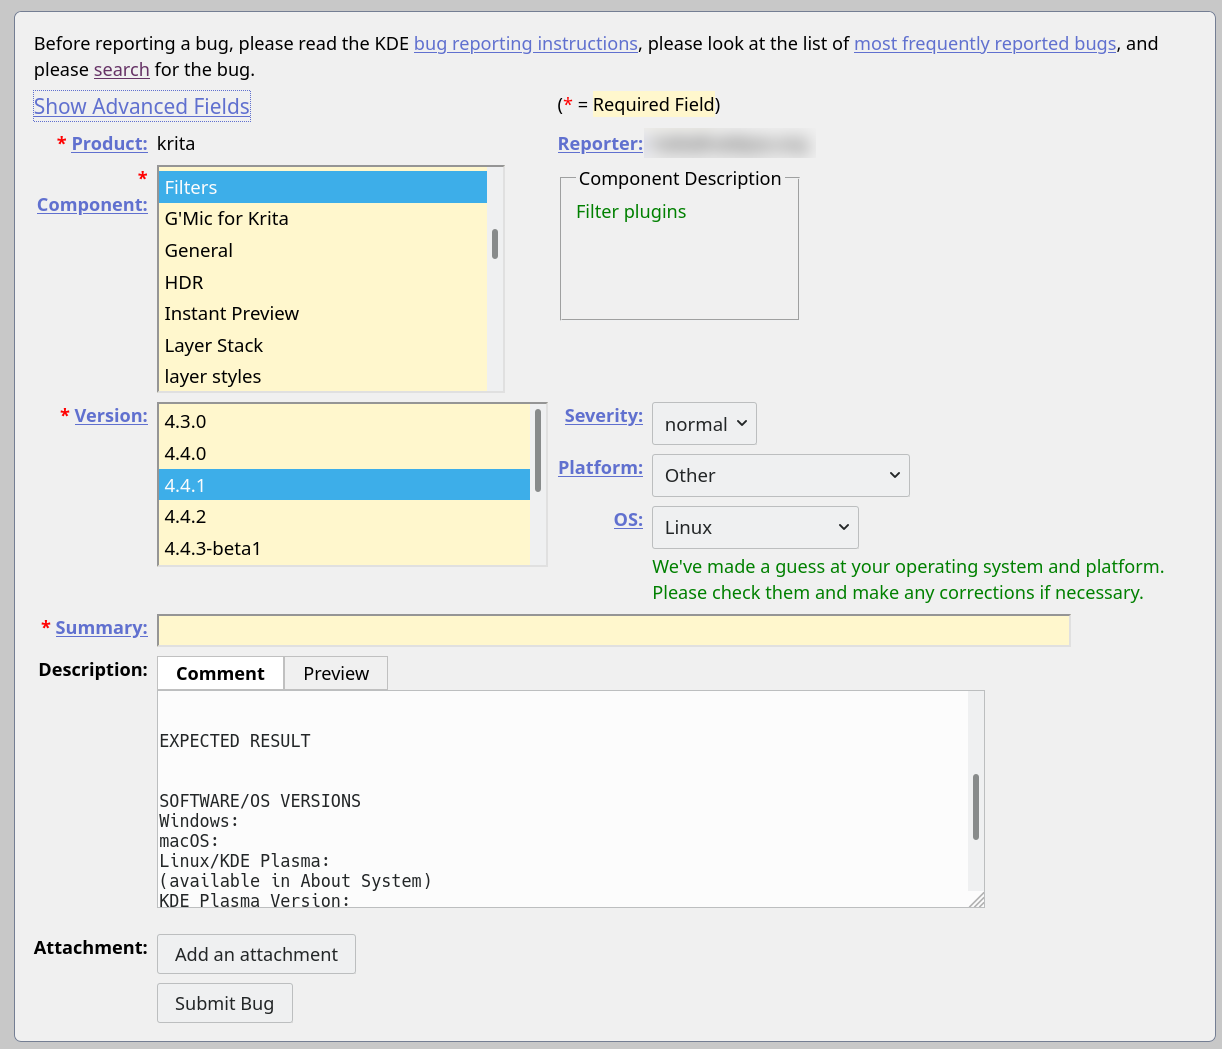 Before reporting a bug, please read the KDE bug reporting instructions, please look at the list of most frequently reported bugs, and
please search for the bug.
Show Advanced Fields
(* = Required Field)
* Product: krita
Reporter:
*
Component:
Filters
G'Mic for Krita
General
HDR
Instant Preview
Layer Stack
layer styles
Component Description
Filter plugins
* Version:
4.3.0
4.4.0
4.4.1
4.4.2
4.4.3-beta1
Severity: normal
Platform: Other
OS: Linux
We've made a guess at your operating system and platform.
Please check them and make any corrections if necessary.
* Summary:
Description:
Comment Preview
EXPECTED RESULT
SOFTWARE/OS VERSIONS
Windows:
macOS:
Linux/KDE Plasma:
(available in About System)
KDE Plasma Version:
Attachment: Add an attachment
Submit Bug